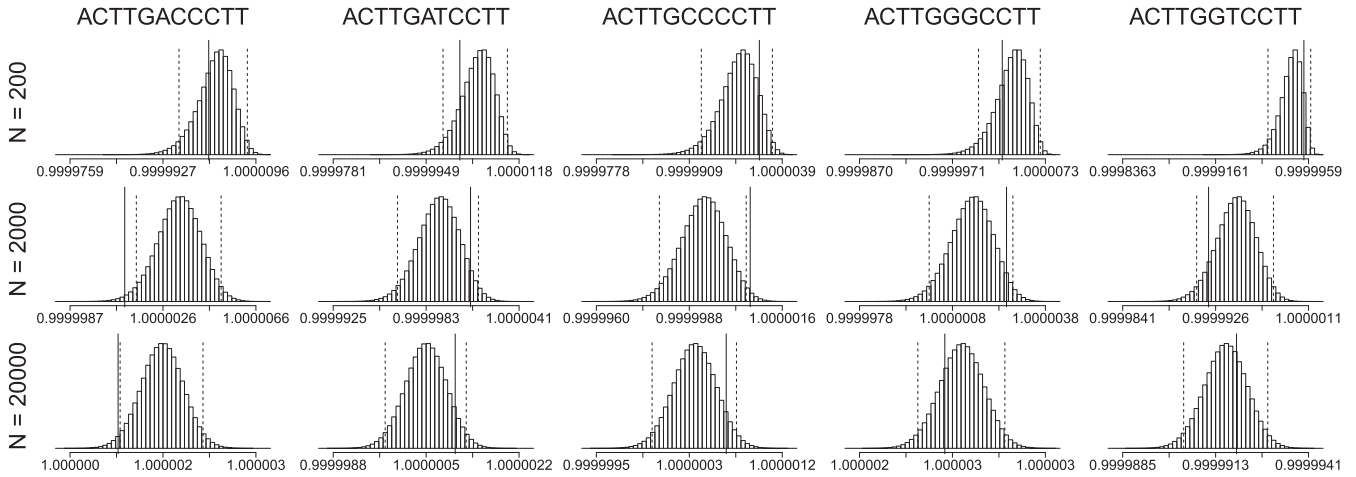 ACTTGACCCTT ACTTGATCCTT ACTTGCCCCTT ACTTGGGCCTT ACTTGGTCCTT
N = 200
0.9999759 0.9999927 1.0000096 0.9999781 0.9999949 1.0000118 0.9999778 0.9999909 1.0000039 0.9999870 0.9999971 1.0000073 0.9998363 0.9999161 0.9999959
N = 2000
0.9999987 1.0000026 1.0000066 0.9999925 0.9999983 1.0000041 0.9999960 0.9999988 1.0000016 0.9999978 1.0000008 1.0000038 0.9999841 0.9999926 1.0000011
N = 20000
1.000000 1.000002 1.000003 0.9999988 1.0000005 1.0000022 0.9999995 1.0000003 1.0000012 1.000002 1.000003 1.000003 0.9999885 0.9999913 0.9999941